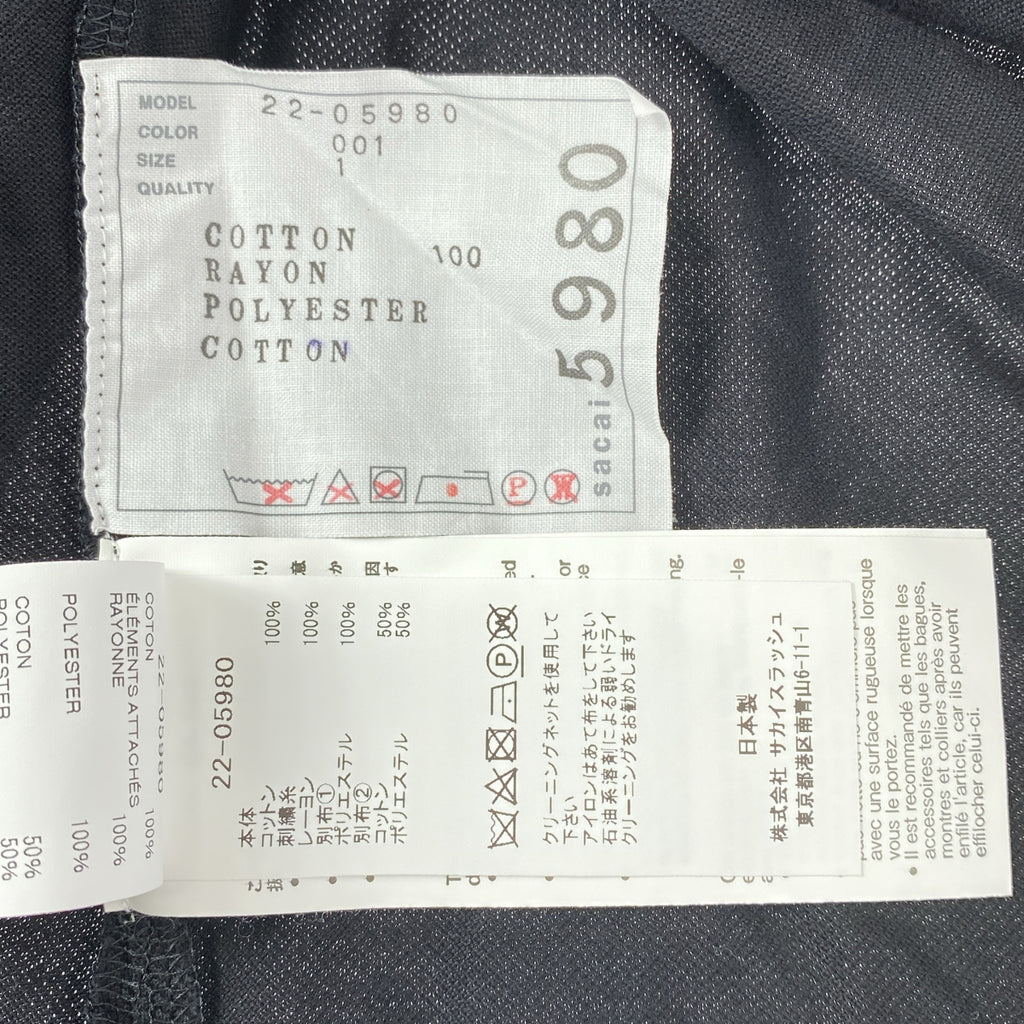 MODEL 22-05980
COLOR 001
SIZE 1
QUALITY
COTTON 100
RAYON
POLYESTER
COTTON
sacai 5980
P
22-05980
本体
コットン 100%
刺繍糸
レーヨン 100%
別布①
ポリエステル 100%
別布②
コットン 50%
ポリエステル 50%
P W
クリーニングネットを使用して
下さい
アイロンはあて布をして下さい
石油系溶剤による弱いドライ
クリーニングをお勧めします
日本製
株式会社 サカイスラッシュ
東京都港区南青山6-11-1
avec une surface rugueuse lorsque
vous le portez.
• Il est recommandé de mettre les
accessoires tels que les bagues,
montres et colliers après avoir
enfilé l'article, car ils peuvent
effilocher celui-ci.
22-05980
COTON 100%
ÉLÉMENTS ATTACHÉS
RAYONNE 100%
POLYESTER 100%
COTON 50%
POLYESTER 50%